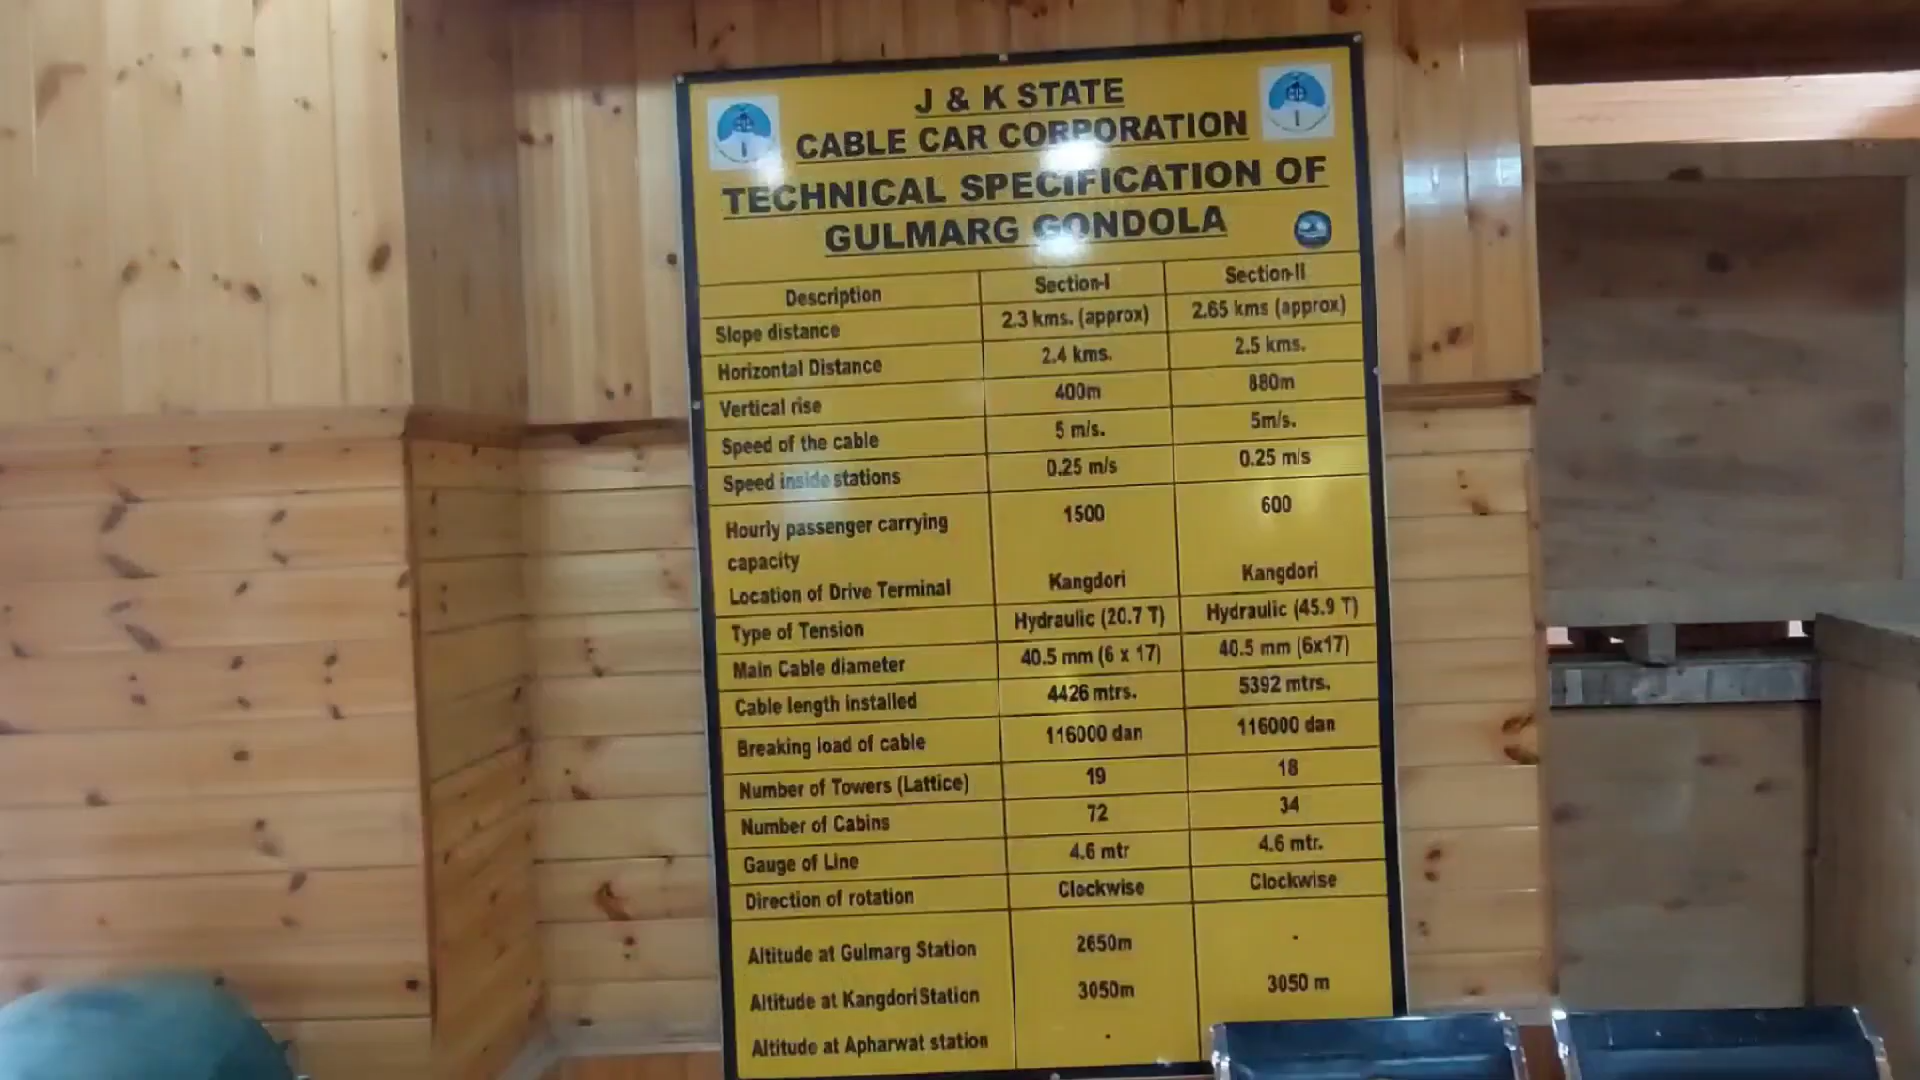 J & K STATE
CABLE CAR CORPORATION
TECHNICAL SPECIFICATION OF
GULMARG GONDOLA
Description Section-I Section-II
Slope distance 2.3 kms. (approx) 2.65 kms (approx)
Horizontal Distance 2.4 kms. 2.5 kms.
Vertical rise 400m 880m
Speed of the cable 5 m/s. 5m/s.
Speed inside stations 0.25 m/s 0.25 m/s
Hourly passenger carrying 1500 600
capacity
Location of Drive Terminal Kangdori Kangdori
Type of Tension Hydraulic (20.7 T) Hydraulic (45.9 T)
Main Cable diameter 40.5 mm (6 x 17) 40.5 mm (6x17)
Cable length installed 4426 mtrs. 5392 mtrs.
Breaking load of cable 116000 dan 116000 dan
Number of Towers (Lattice) 19 18
Number of Cabins 72 34
Gauge of Line 4.6 mtr 4.6 mtr.
Direction of rotation Clockwise Clockwise
Altitude at Gulmarg Station 2650m -
Altitude at Kangdori Station 3050m 3050 m
Altitude at Apharwat station -